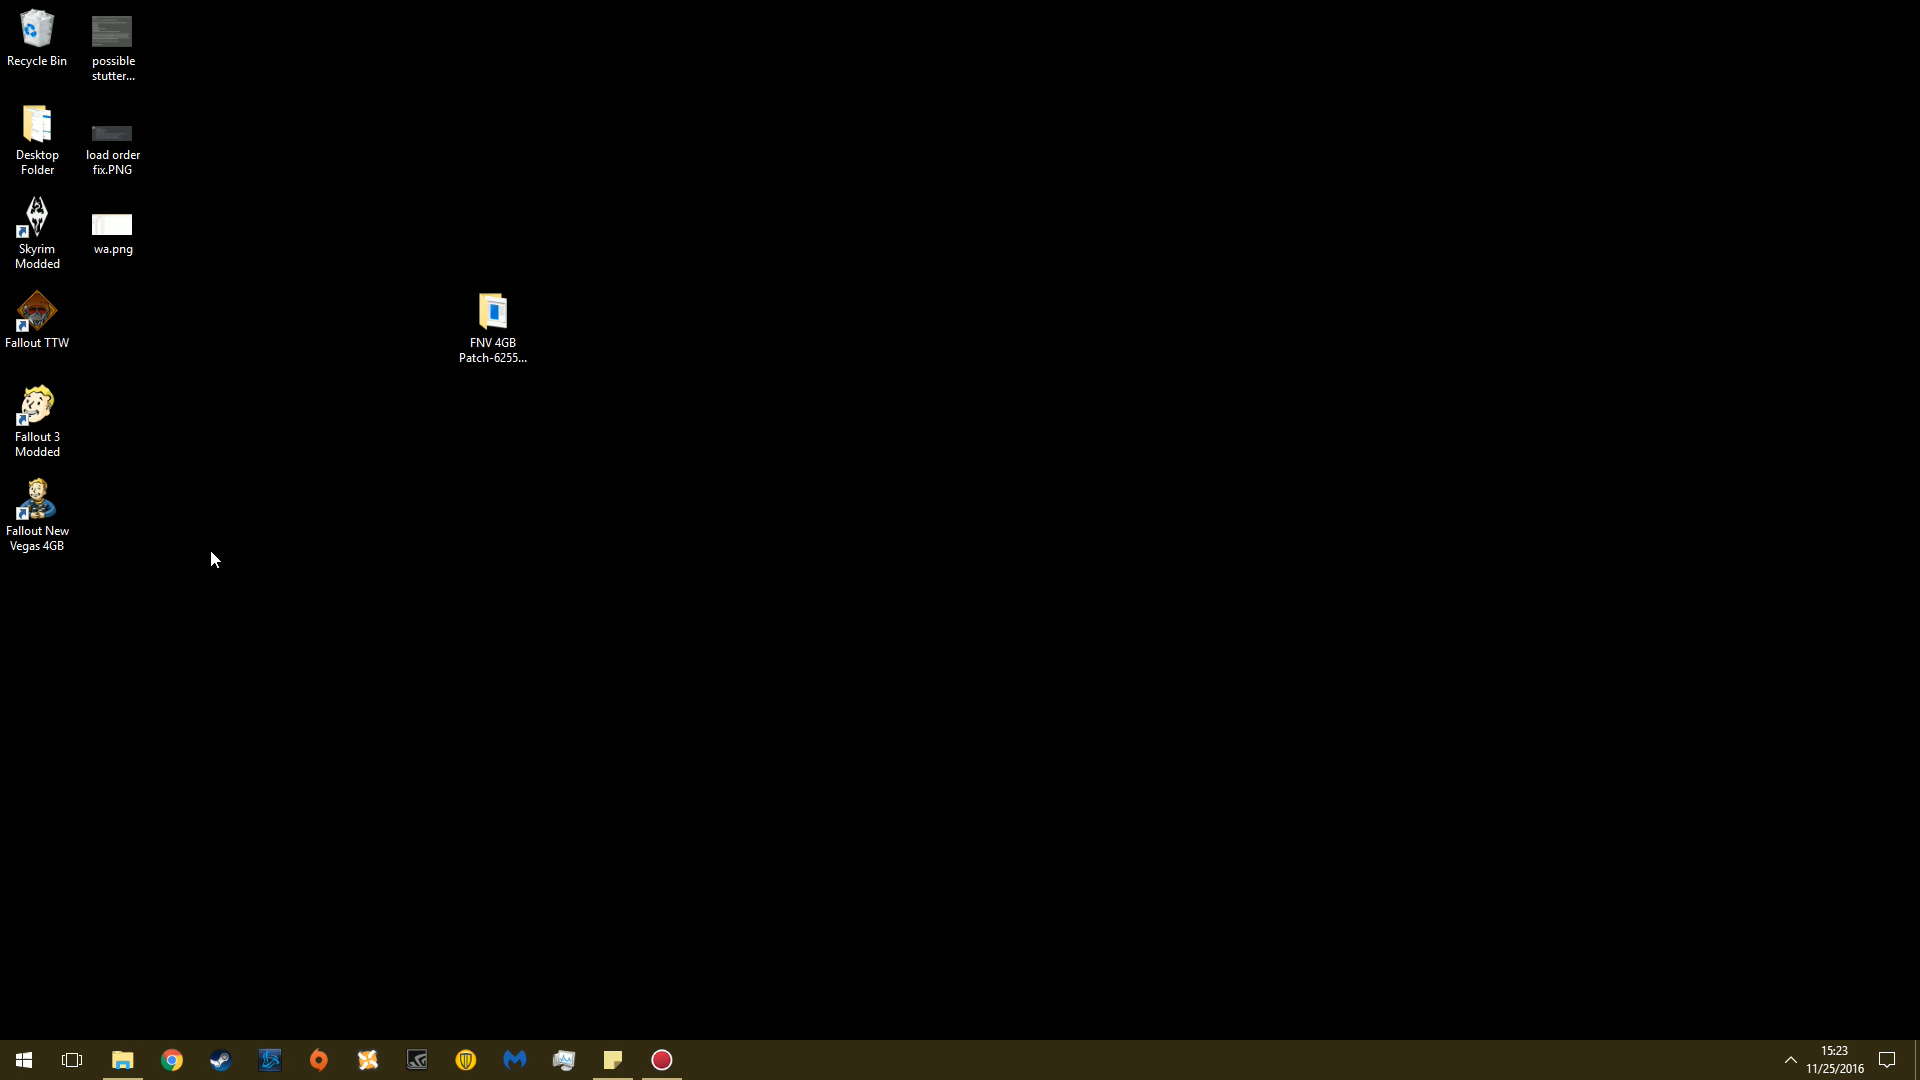 Recycle Bin
possible
stutter...
Desktop
Folder
load order
fix.PNG
Skyrim
Modded
wa.png
Fallout TTW
FNV 4GB
Patch-6255...
Fallout 3
Modded
Fallout New
Vegas 4GB
15:23
11/25/2016